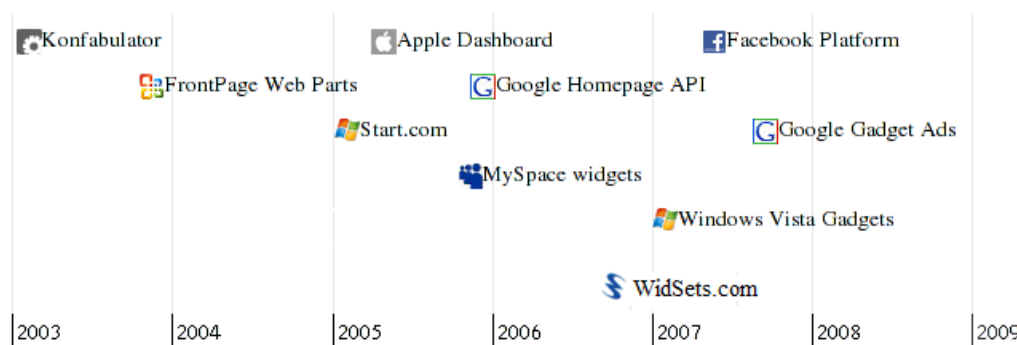 Konfabulator Apple Dashboard Facebook Platform
FrontPage Web Parts Google Homepage API
Start.com Google Gadget Ads
MySpace widgets
Windows Vista Gadgets
WidSets.com
2003 2004 2005 2006 2007 2008 2009